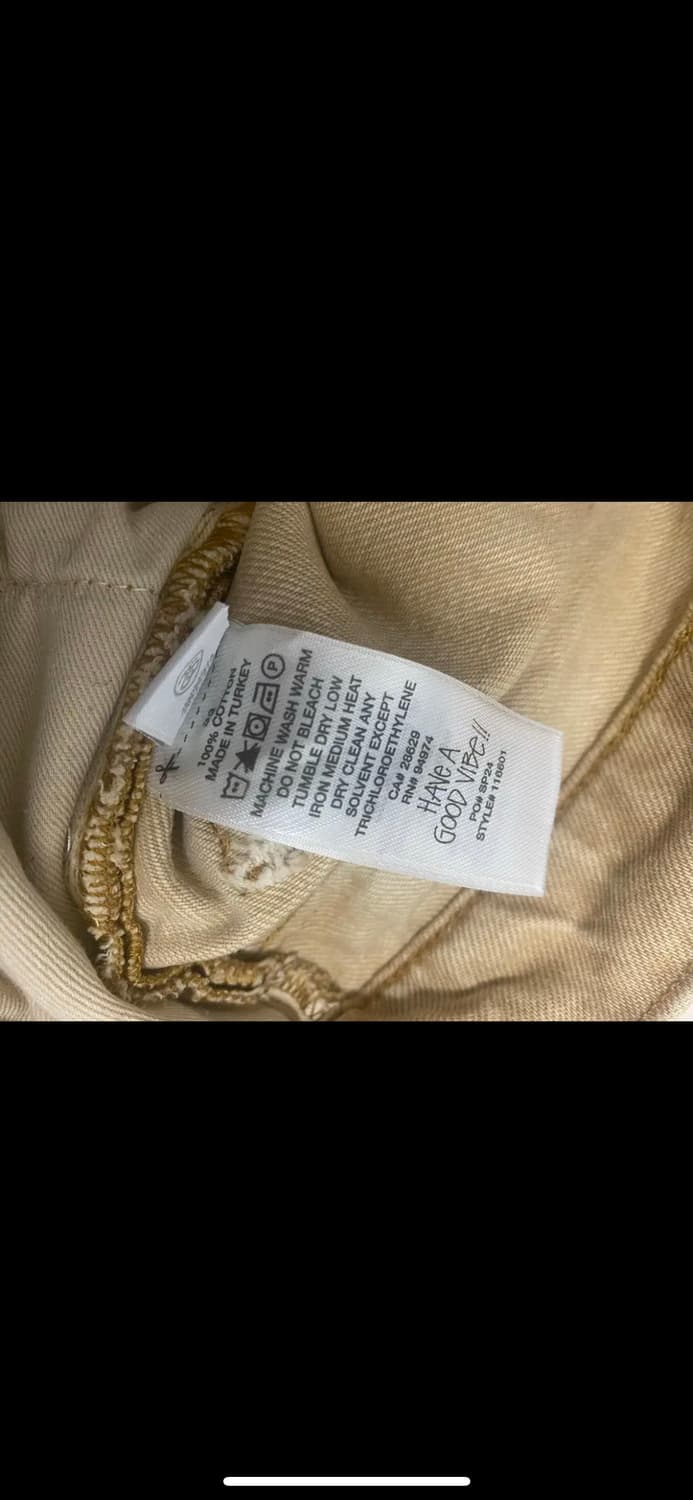 100% COTTON
MADE IN TURKEY
P
MACHINE WASH WARM
DO NOT BLEACH
TUMBLE DRY LOW
IRON MEDIUM HEAT
DRY CLEAN ANY
SOLVENT EXCEPT
TRICHLOROETHYLENE
CA# 28629
RN# 94974
HAVE A
GOOD VIBE!!
PO# SP24
STYLE# 110601